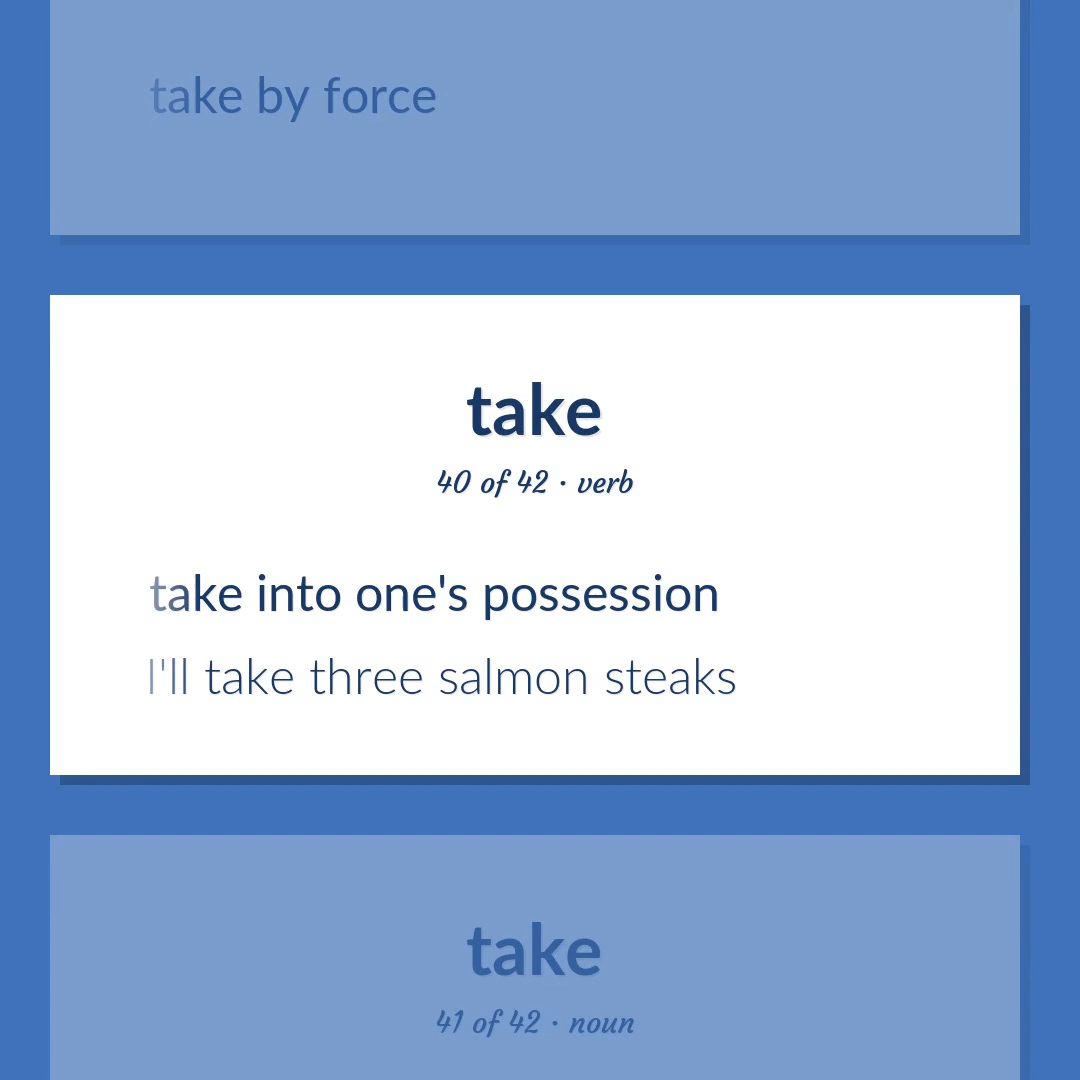 take by force
take
40 of 42 · verb
take into one's possession
I'll take three salmon steaks
take
41 of 42 · noun